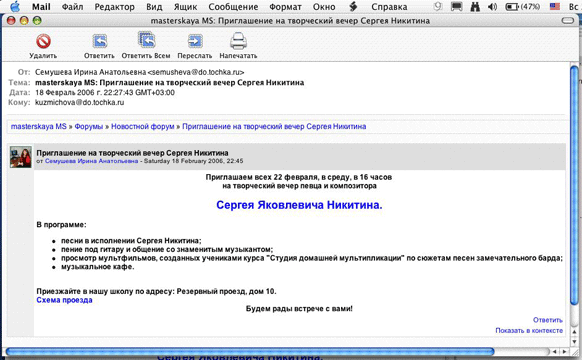 Mail Файл Редактор Вид Ящик Сообщение Формат Окно Справка (47%) Вс
masterskaya MS: Приглашение на творческий вечер Сергея Никитина
Удалить Ответить Ответить Всем Переслать Напечатать
От: Семушева Ирина Анатольевна <semusheva@do.tochka.ru>
Тема: masterskaya MS: Приглашение на творческий вечер Сергея Никитина
Дата: 18 Февраль 2006 г. 22:27:43 GMT+03:00
Кому: kuzmichova@do.tochka.ru
masterskaya MS » Форумы » Новостной форум » Приглашение на творческий вечер Сергея Никитина
Приглашение на творческий вечер Сергея Никитина
от Семушева Ирина Анатольевна - Saturday 18 February 2006, 22:45
Приглашаем всех 22 февраля, в среду, в 16 часов
на творческий вечер певца и композитора
Сергея Яковлевича Никитина.
В программе:
• песни в исполнении Сергея Никитина;
• пение под гитару и общение со знаменитым музыкантом;
• просмотр мультфильмов, созданных учениками курса "Студия домашней мультипликации" по сюжетам песен замечательного барда;
• музыкальное кафе.
Приезжайте в нашу школу по адресу: Резервный проезд, дом 10.
Схема проезда
Будем рады встрече с вами!
Ответить
Показать в контексте
Сергея Яковлевича Никитина.